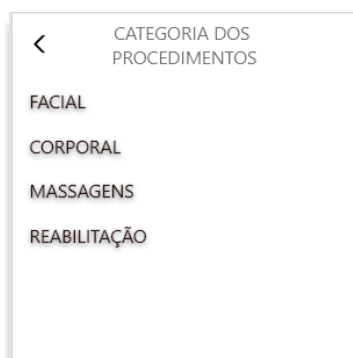 CATEGORIA DOS
PROCEDIMENTOS
FACIAL
CORPORAL
MASSAGENS
REABILITAÇÃO